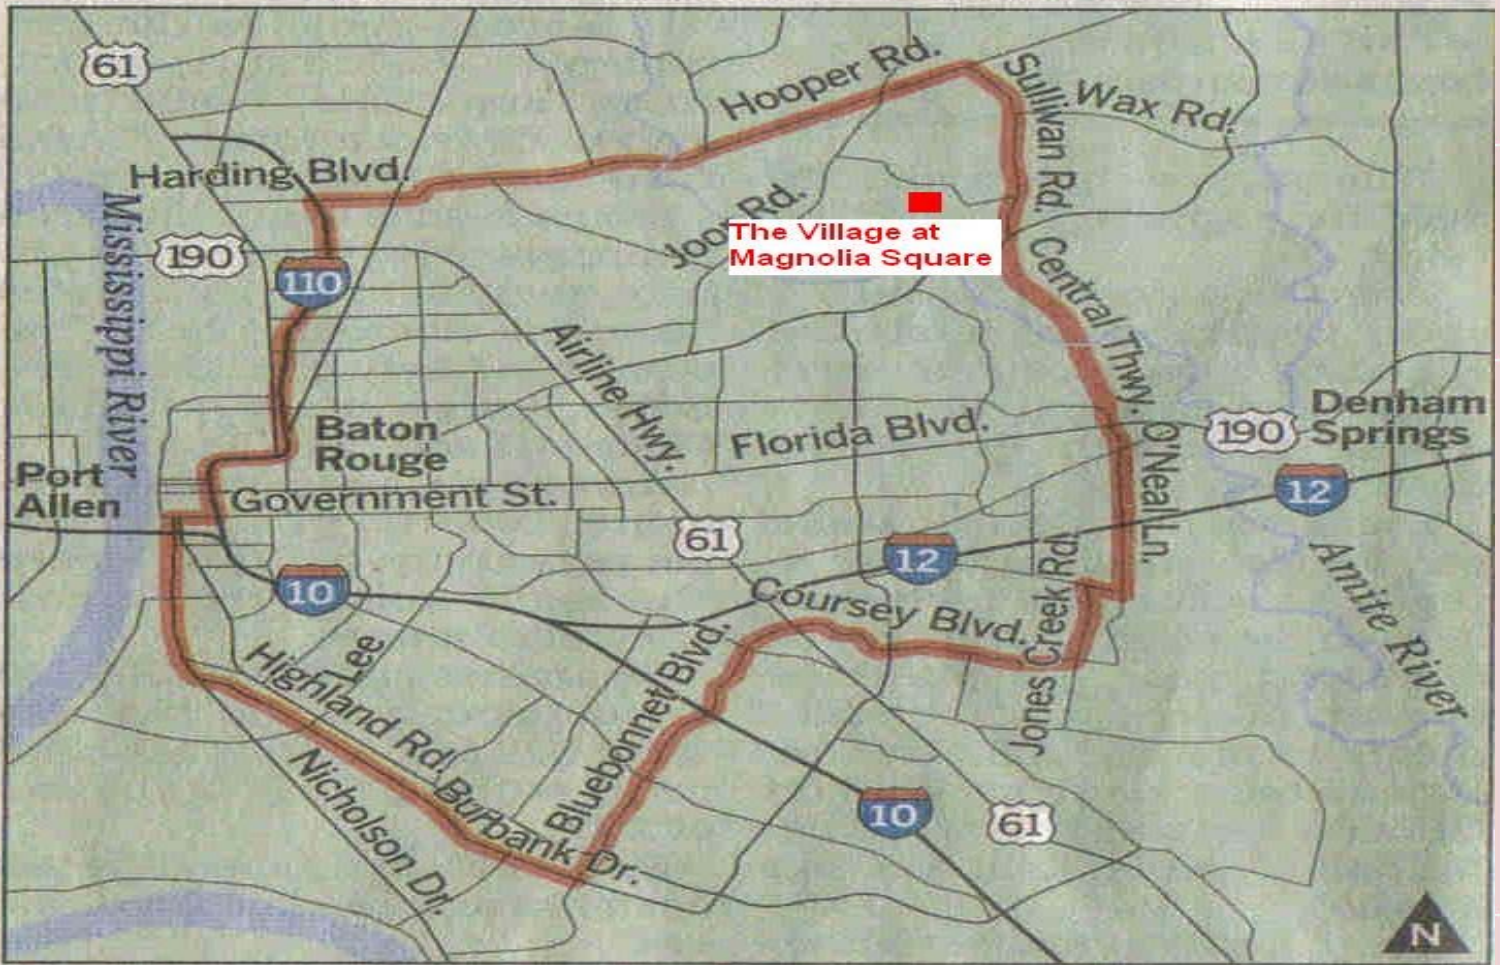 61
Hooper Rd.
Sullivan Rd.
Wax Rd.
Harding Blvd.
Mississippi River
190
Joor Rd.
The Village at
Magnolia Square
110
Central Thwy.
Airline Hwy.
Baton
Rouge
Florida Blvd.
O'Neal Ln.
190
Denham
Springs
Port
Allen
Government St.
12
61
12
10
Coursey Blvd.
Jones Creek Rd.
Amite River
Lee
Highland Rd.
Bluebonnet Blvd.
Nicholson Dr.
Burbank Dr.
10
61
N